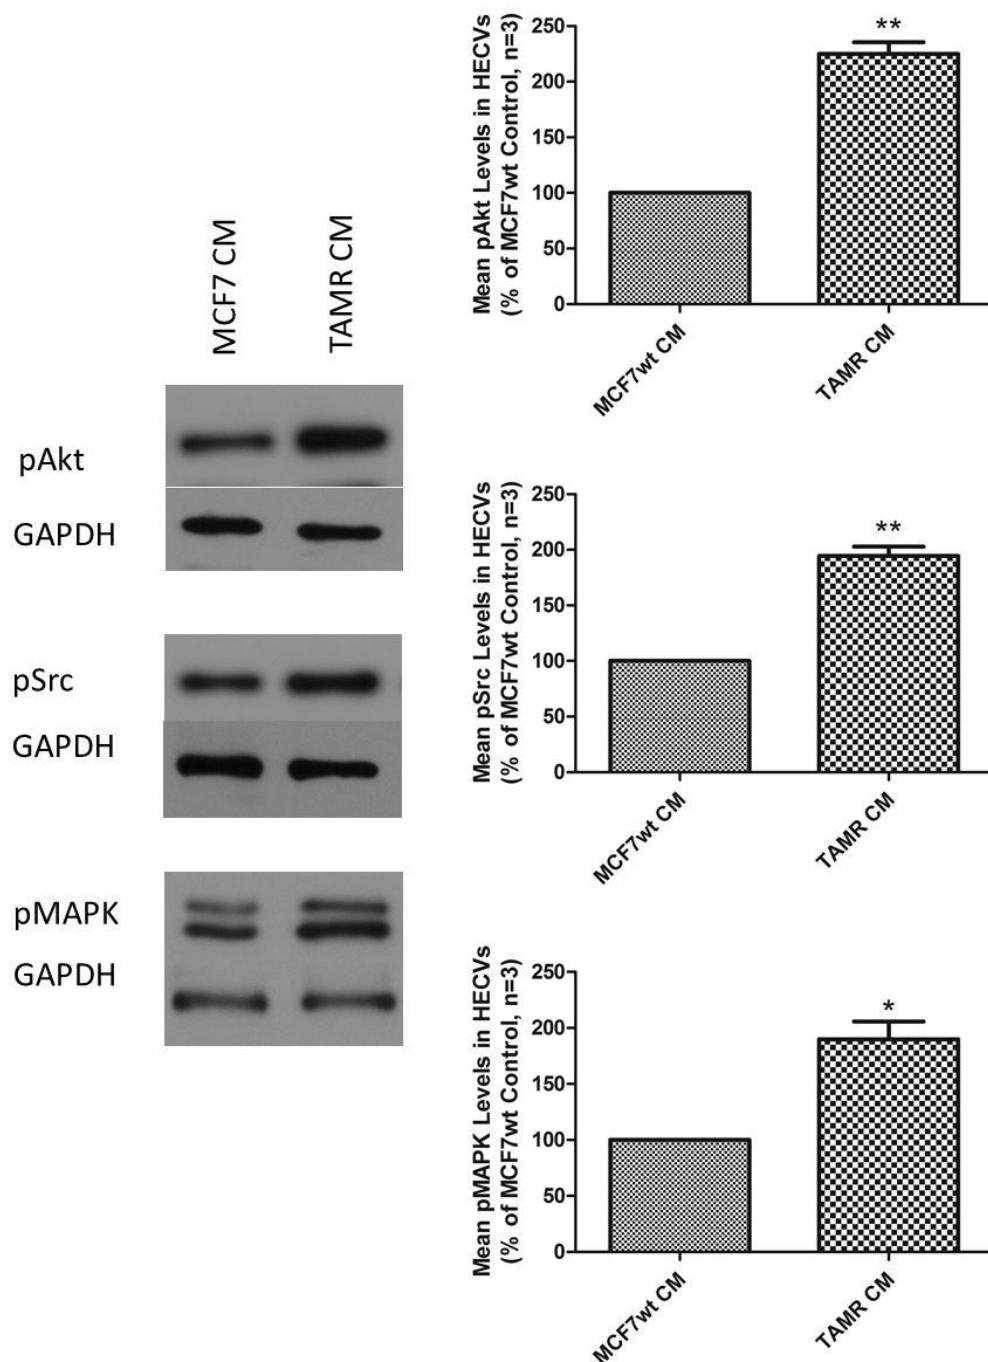 MCF7 CM
TAMR CM
pAkt
GAPDH
pSrc
GAPDH
pMAPK
GAPDH
Mean pAkt Levels in HECVs
(% of MCF7wt Control, n=3)
250
200
150
100
50
0
**
MCF7wt CM
TAMR CM
Mean pSrc Levels in HECVs
(% of MCF7wt Control, n=3)
250
200
150
100
50
0
**
MCF7wt CM
TAMR CM
Mean pMAPK Levels in HECVs
(% of MCF7wt Control, n=3)
250
200
150
100
50
0
*
MCF7wt CM
TAMR CM